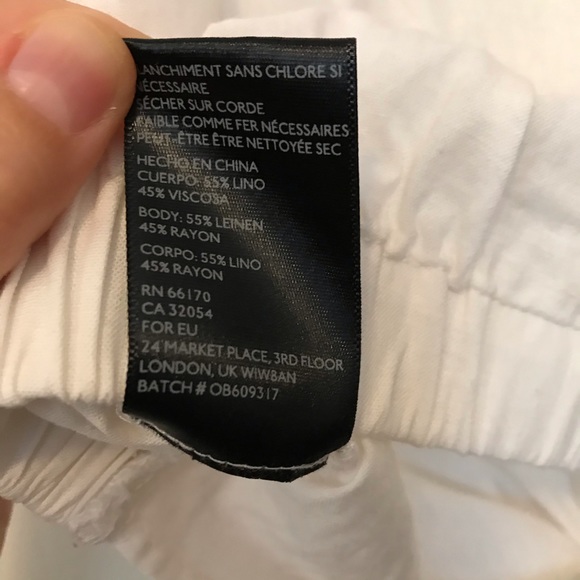 LANCHIMENT SANS CHLORE SI
NÉCESSAIRE
SÉCHER SUR CORDE
FAIBLE COMME FER NÉCESSAIRES
PEUT-ÊTRE ÊTRE NETTOYÉE SEC
HECHO EN CHINA
CUERPO: 55% LINO
45% VISCOSA
BODY: 55% LEINEN
45% RAYON
CORPO: 55% LINO
45% RAYON
RN 66170
CA 32054
FOR EU
24 MARKET PLACE, 3RD FLOOR
LONDON, UK W1W8AN
BATCH # OB609317